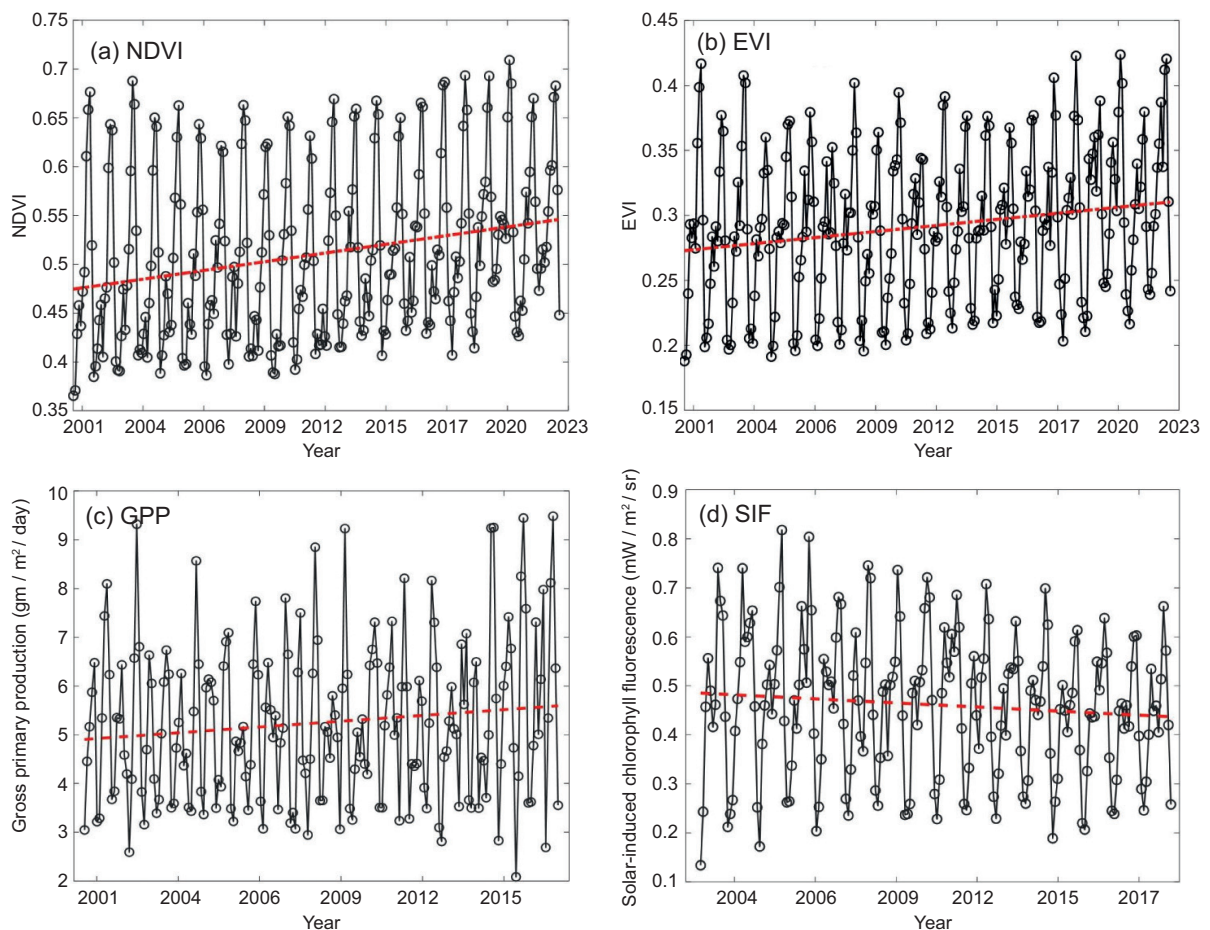 (a) NDVI
0.75
0.7
0.65
0.6
0.55
0.5
0.45
0.4
0.35
NDVI
2001 2004 2006 2009 2012 2015 2017 2020 2023
Year
(b) EVI
0.45
0.4
0.35
0.3
0.25
0.2
0.15
EVI
2001 2004 2006 2009 2012 2015 2017 2020 2023
Year
(c) GPP
10
9
8
7
6
5
4
3
2
Gross primary production (gm / m² / day)
2001 2004 2006 2009 2012 2015
Year
(d) SIF
0.9
0.8
0.7
0.6
0.5
0.4
0.3
0.2
0.1
Solar-induced chlorophyll fluorescence (mW / m² / sr)
2004 2006 2009 2012 2015 2017
Year